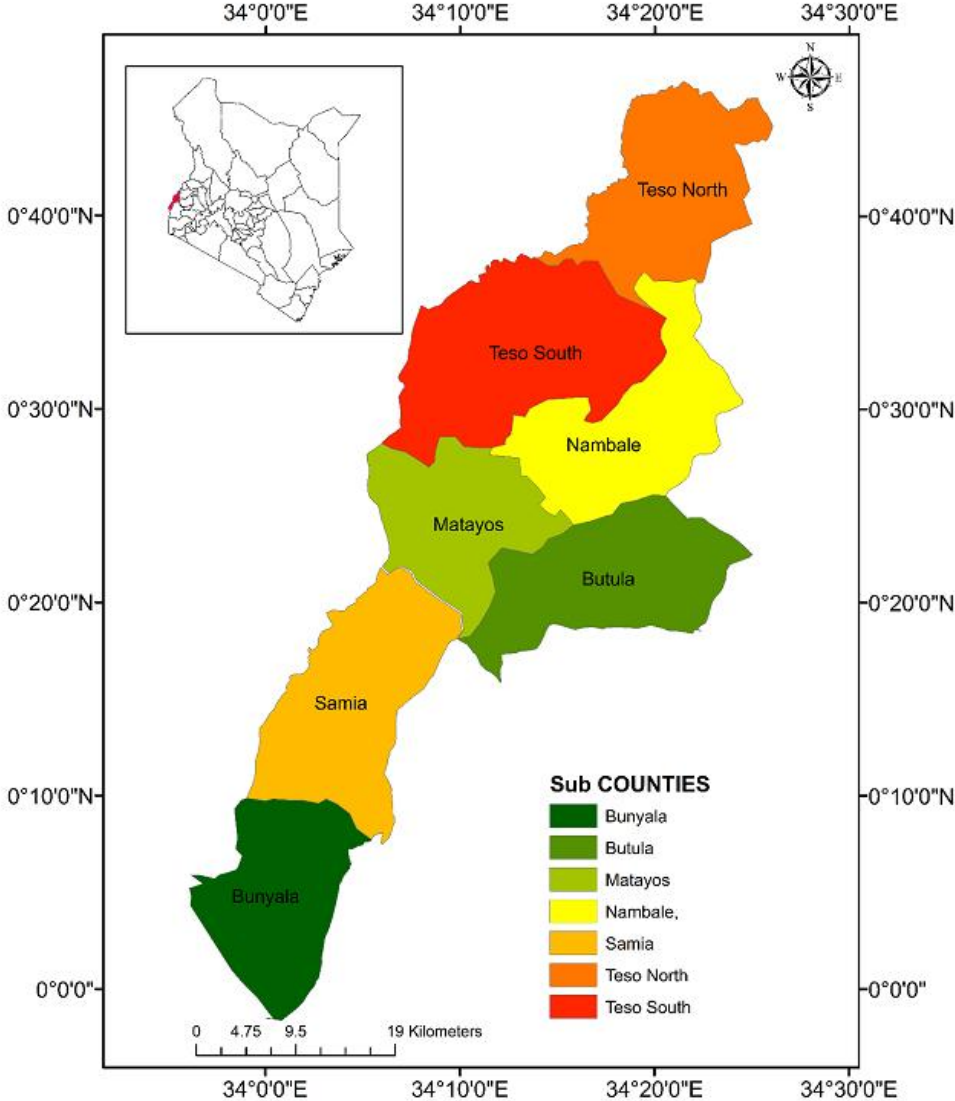 34°0'0"E 34°10'0"E 34°20'0"E 34°30'0"E
N
W E
S
Teso North
0°40'0"N 0°40'0"N
Teso South
0°30'0"N 0°30'0"N
Nambale
Matayos
Butula
0°20'0"N 0°20'0"N
Samia
Sub COUNTIES
0°10'0"N 0°10'0"N
Bunyala
Butula
Matayos
Bunyala
Nambale,
Samia
Teso North
0°0'0" 0°0'0"
Teso South
0 4.75 9.5 19 Kilometers
34°0'0"E 34°10'0"E 34°20'0"E 34°30'0"E